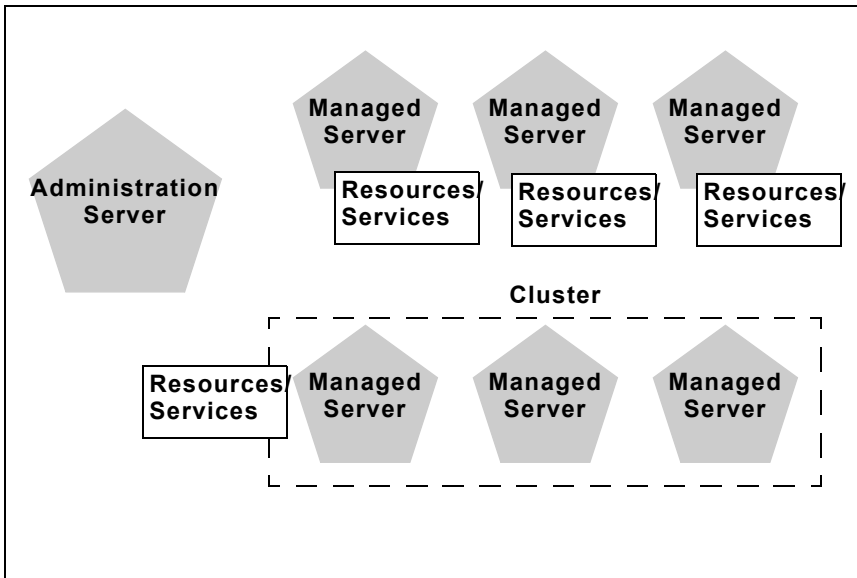 Administration
Server
Managed
Server
Resources/
Services
Managed
Server
Resources/
Services
Managed
Server
Resources/
Services
Cluster
Resources/
Services
Managed
Server
Managed
Server
Managed
Server